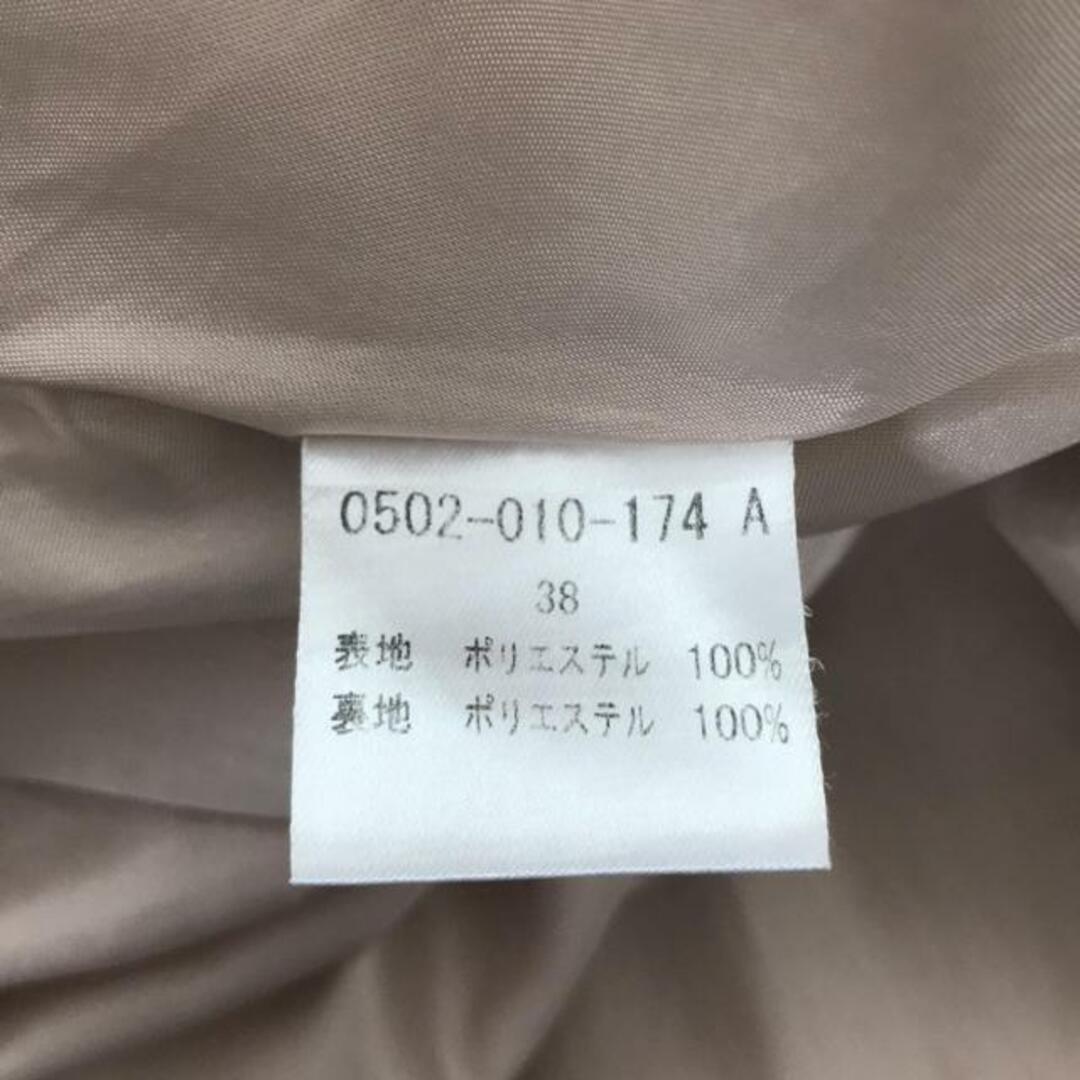 0502-010-174 A
38
表地 ポリエステル 100%
裏地 ポリエステル 100%